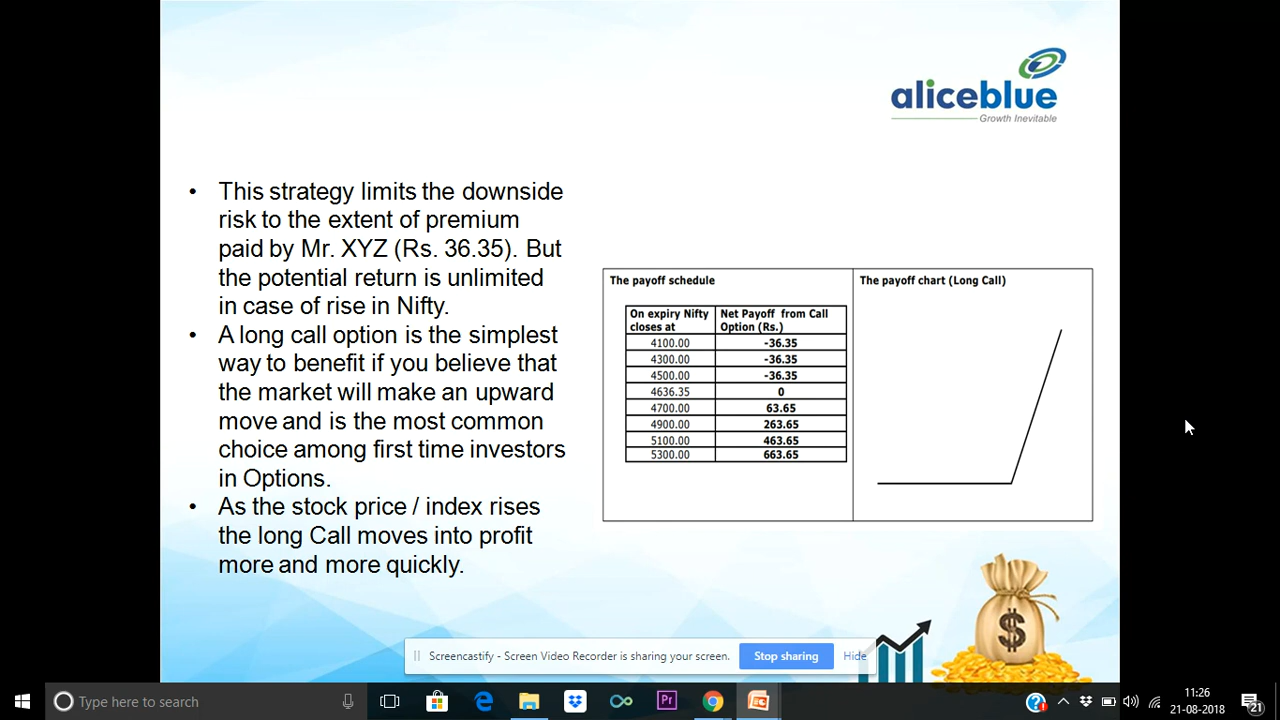 aliceblue
Growth Inevitable
• This strategy limits the downside
risk to the extent of premium
paid by Mr. XYZ (Rs. 36.35). But
the potential return is unlimited
in case of rise in Nifty.
• A long call option is the simplest
way to benefit if you believe that
the market will make an upward
move and is the most common
choice among first time investors
in Options.
• As the stock price / index rises
the long Call moves into profit
more and more quickly.
The payoff schedule
On expiry Nifty closes at Net Payoff from Call Option (Rs.)
4100.00 -36.35
4300.00 -36.35
4500.00 -36.35
4636.35 0
4700.00 63.65
4900.00 263.65
5100.00 463.65
5300.00 663.65
The payoff chart (Long Call)
$
Screencastify - Screen Video Recorder is sharing your screen. Stop sharing Hide
Type here to search
Pr
11:26
21-08-2018
21